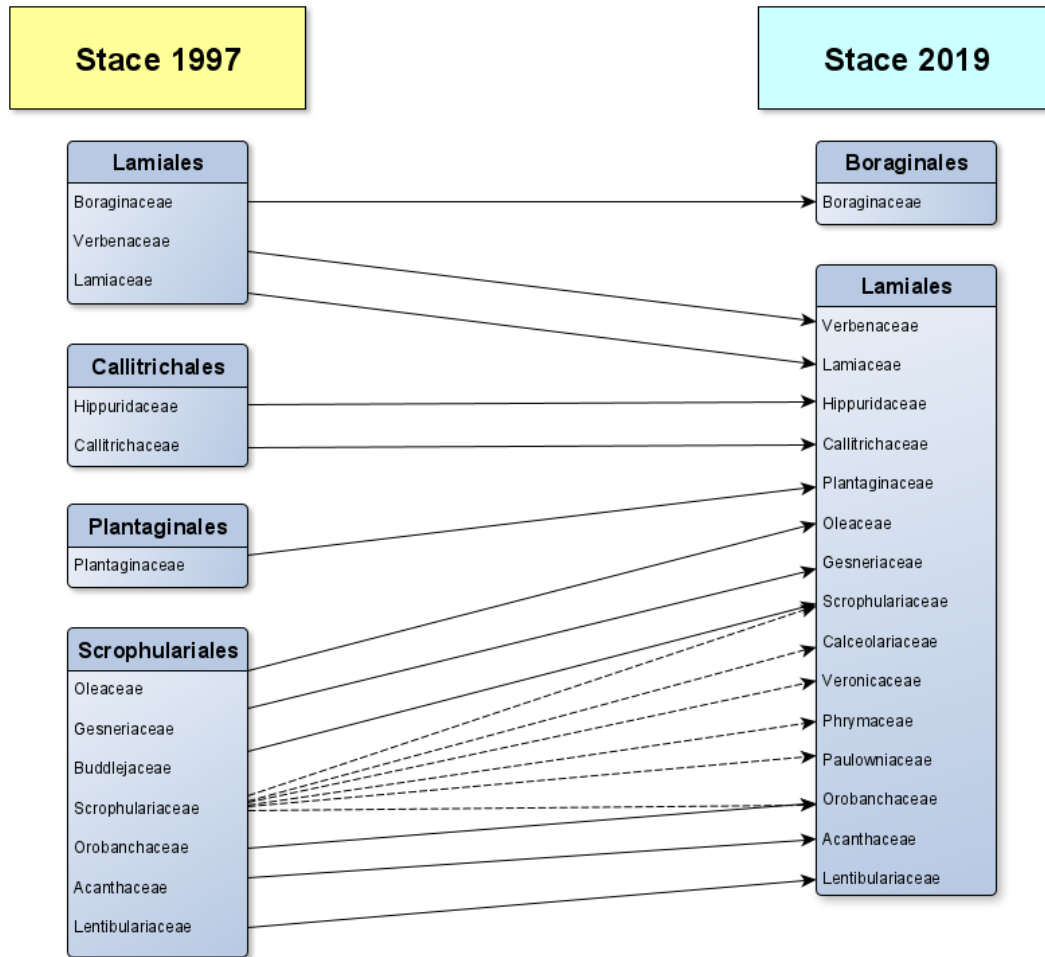 Stace 1997
Stace 2019
Lamiales
Boraginaceae
Verbenaceae
Lamiaceae
Callitrichales
Hippuridaceae
Callitrichaceae
Plantaginales
Plantaginaceae
Scrophulariales
Oleaceae
Gesneriaceae
Buddlejaceae
Scrophulariaceae
Orobanchaceae
Acanthaceae
Lentibulariaceae
Boraginales
Boraginaceae
Lamiales
Verbenaceae
Lamiaceae
Hippuridaceae
Callitrichaceae
Plantaginaceae
Oleaceae
Gesneriaceae
Scrophulariaceae
Calceolariaceae
Veronicaceae
Phrymaceae
Paulowniaceae
Orobanchaceae
Acanthaceae
Lentibulariaceae